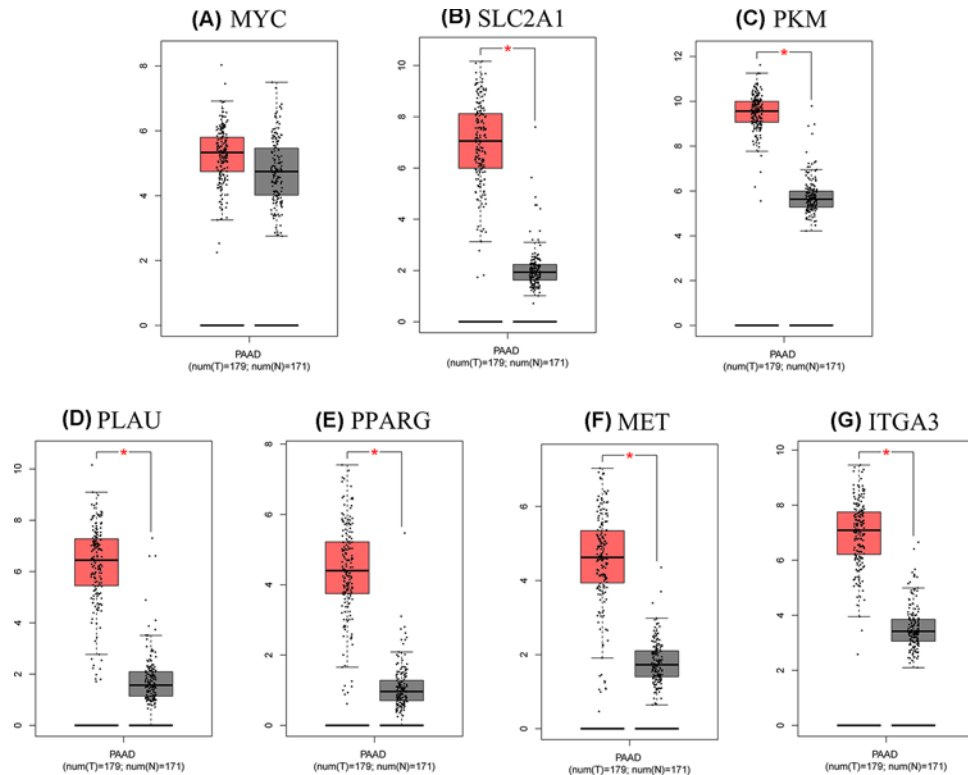 (A) MYC
(B) SLC2A1
(C) PKM
*
*
8
6
4
2
0
10
8
6
4
2
0
12
10
8
6
4
2
0
PAAD
(num(T)=179; num(N)=171)
PAAD
(num(T)=179; num(N)=171)
PAAD
(num(T)=179; num(N)=171)
(D) PLAU
(E) PPARG
(F) MET
(G) ITGA3
*
*
*
*
10
8
6
4
2
0
8
6
4
2
0
6
4
2
0
10
8
6
4
2
0
PAAD
(num(T)=179; num(N)=171)
PAAD
(num(T)=179; num(N)=171)
PAAD
(num(T)=179; num(N)=171)
PAAD
(num(T)=179; num(N)=171)